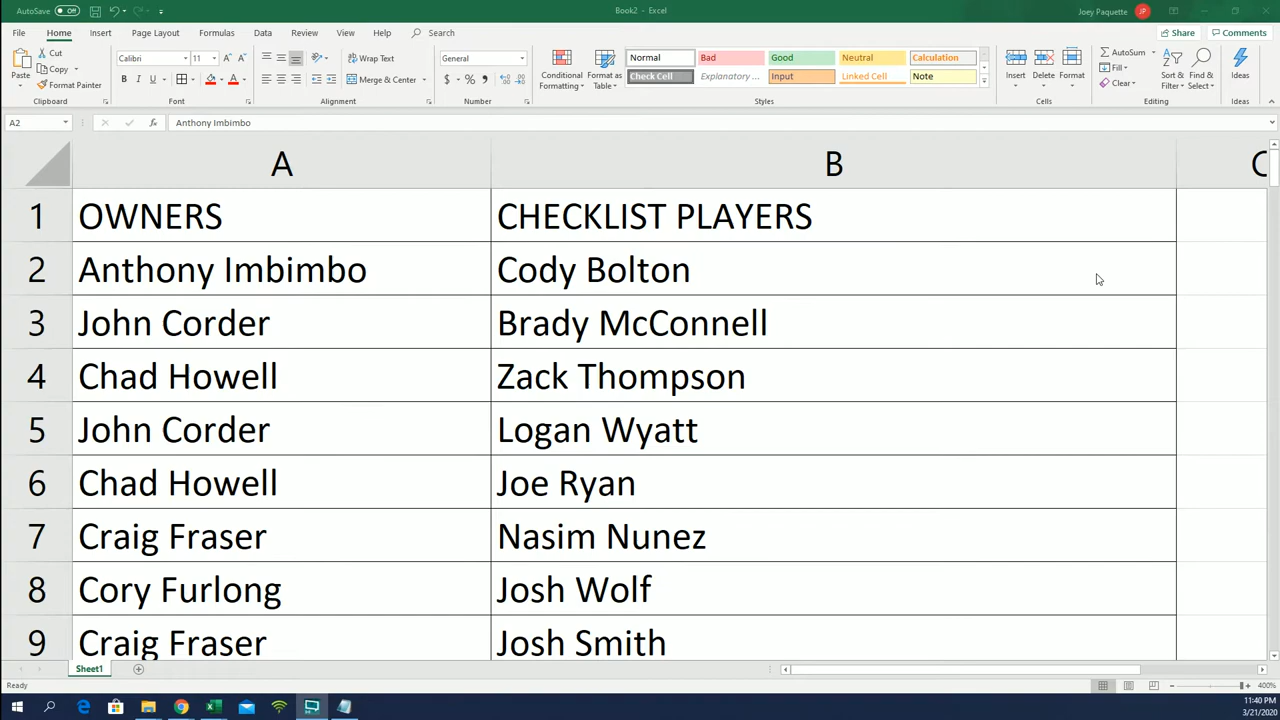 AutoSave Off Book2 - Excel Joey Paquette JP
File Home Insert Page Layout Formulas Data Review View Help Search Share Comments
Paste Cut Copy Format Painter Clipboard
Calibri 11 B I U A Font
Wrap Text Merge & Center Alignment
General $ % , Number
Conditional Formatting Format as Table
Normal Bad Good Neutral Calculation
Check Cell Explanatory ... Input Linked Cell Note
Styles
Insert Delete Format Cells
AutoSum Fill Clear Sort & Filter Find & Select Editing
Ideas Ideas
A2 fx Anthony Imbimbo
A B C
1 OWNERS CHECKLIST PLAYERS
2 Anthony Imbimbo Cody Bolton
3 John Corder Brady McConnell
4 Chad Howell Zack Thompson
5 John Corder Logan Wyatt
6 Chad Howell Joe Ryan
7 Craig Fraser Nasim Nunez
8 Cory Furlong Josh Wolf
9 Craig Fraser Josh Smith
Sheet1
Ready 400%
11:40 PM
3/21/2020